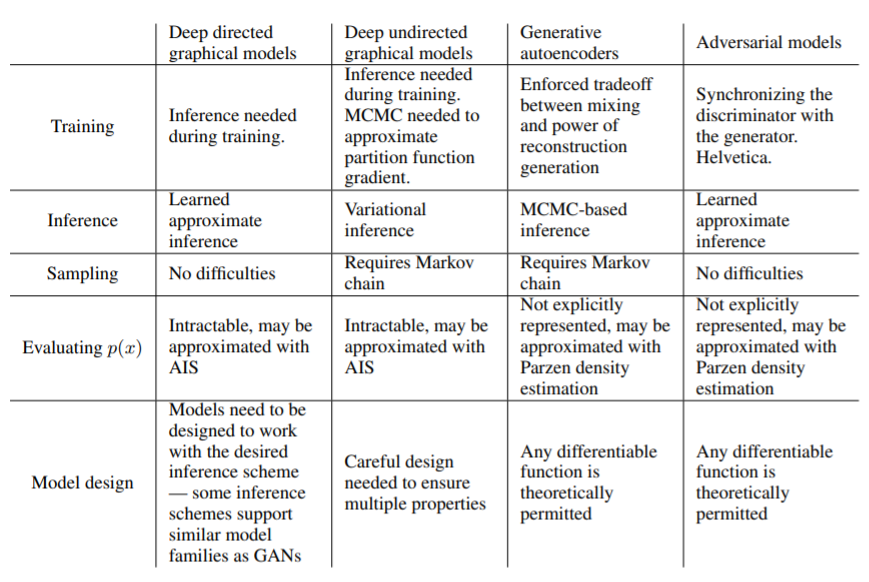 Deep directed
graphical models
Deep undirected
graphical models
Generative
autoencoders
Adversarial models
Training
Inference needed
during training.
Inference needed
during training.
MCMC needed to
approximate
partition function
gradient.
Enforced tradeoff
between mixing
and power of
reconstruction
generation
Synchronizing the
discriminator with
the generator.
Helvetica.
Inference
Learned
approximate
inference
Variational
inference
MCMC-based
inference
Learned
approximate
inference
Sampling
No difficulties
Requires Markov
chain
Requires Markov
chain
No difficulties
Evaluating p(x)
Intractable, may be
approximated with
AIS
Intractable, may be
approximated with
AIS
Not explicitly
represented, may be
approximated with
Parzen density
estimation
Not explicitly
represented, may be
approximated with
Parzen density
estimation
Model design
Models need to be
designed to work
with the desired
inference scheme
— some inference
schemes support
similar model
families as GANs
Careful design
needed to ensure
multiple properties
Any differentiable
function is
theoretically
permitted
Any differentiable
function is
theoretically
permitted